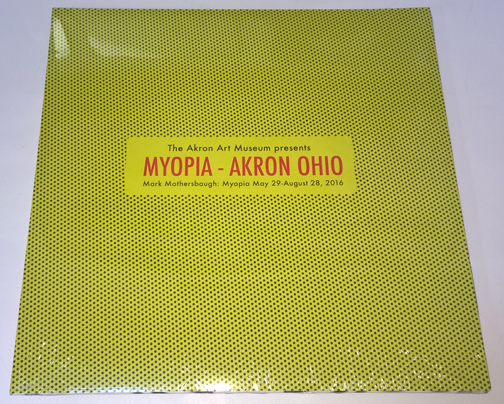 The Akron Art Museum presents
MYOPIA - AKRON OHIO
Mark Mothersbaugh: Myopia May 29-August 28, 2016